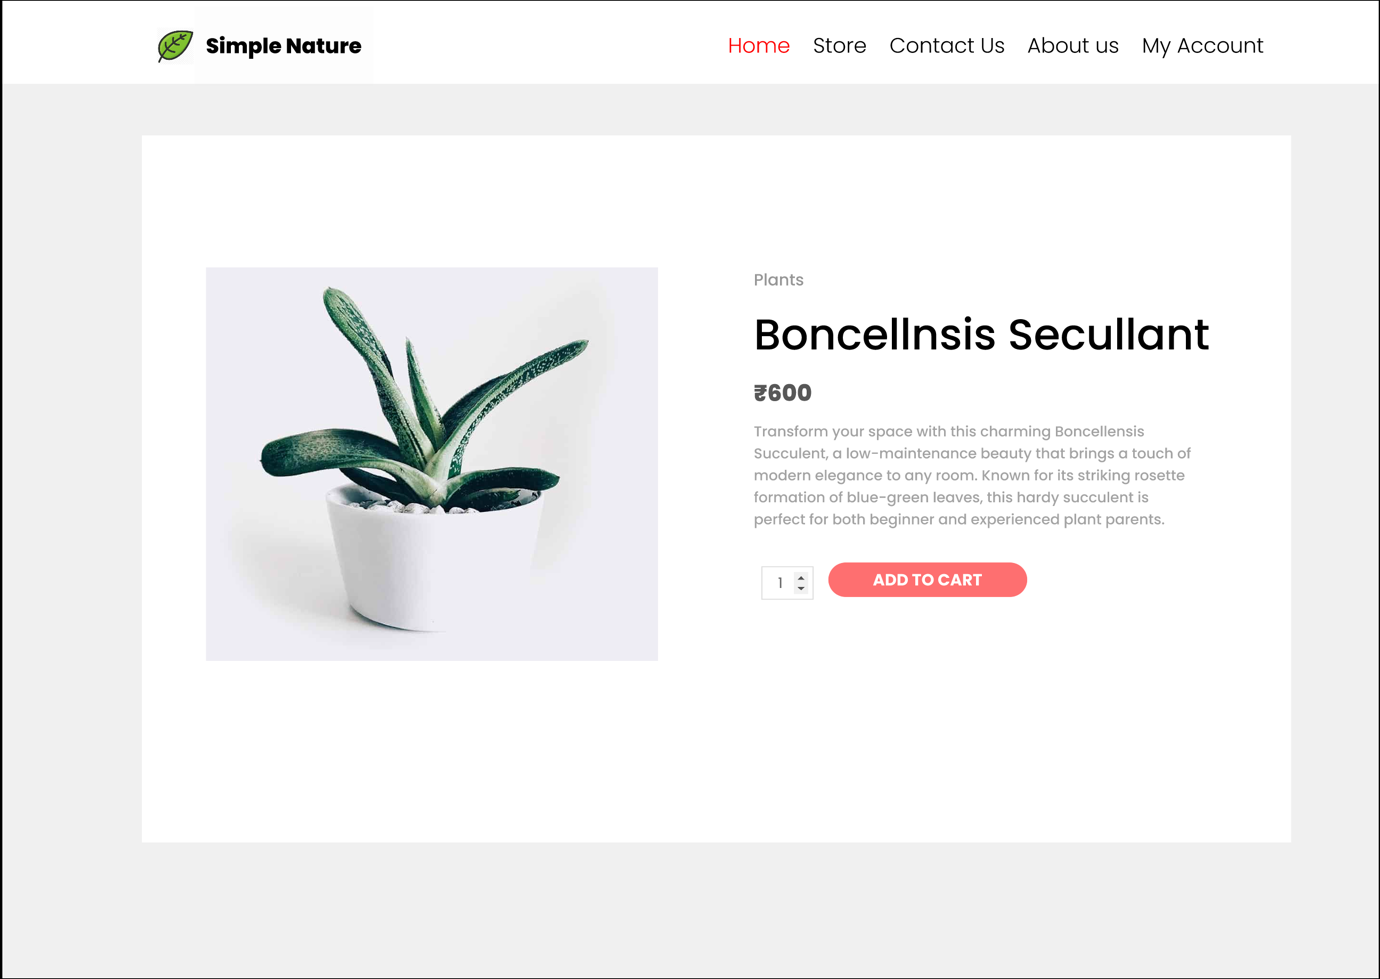 Simple Nature
Home Store Contact Us About us My Account
Plants
Boncellnsis Secullant
₹600
Transform your space with this charming Boncellensis
Succulent, a low-maintenance beauty that brings a touch of
modern elegance to any room. Known for its striking rosette
formation of blue-green leaves, this hardy succulent is
perfect for both beginner and experienced plant parents.
1
ADD TO CART